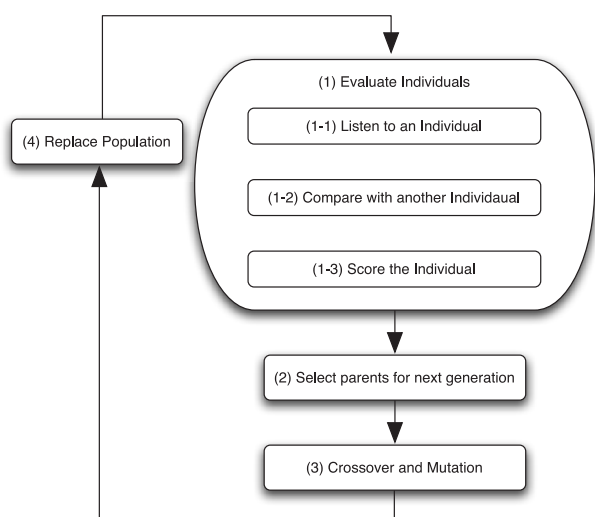 (1) Evaluate Individuals
(1-1) Listen to an Individual
(4) Replace Population
(1-2) Compare with another Individaual
(1-3) Score the Individual
(2) Select parents for next generation
(3) Crossover and Mutation